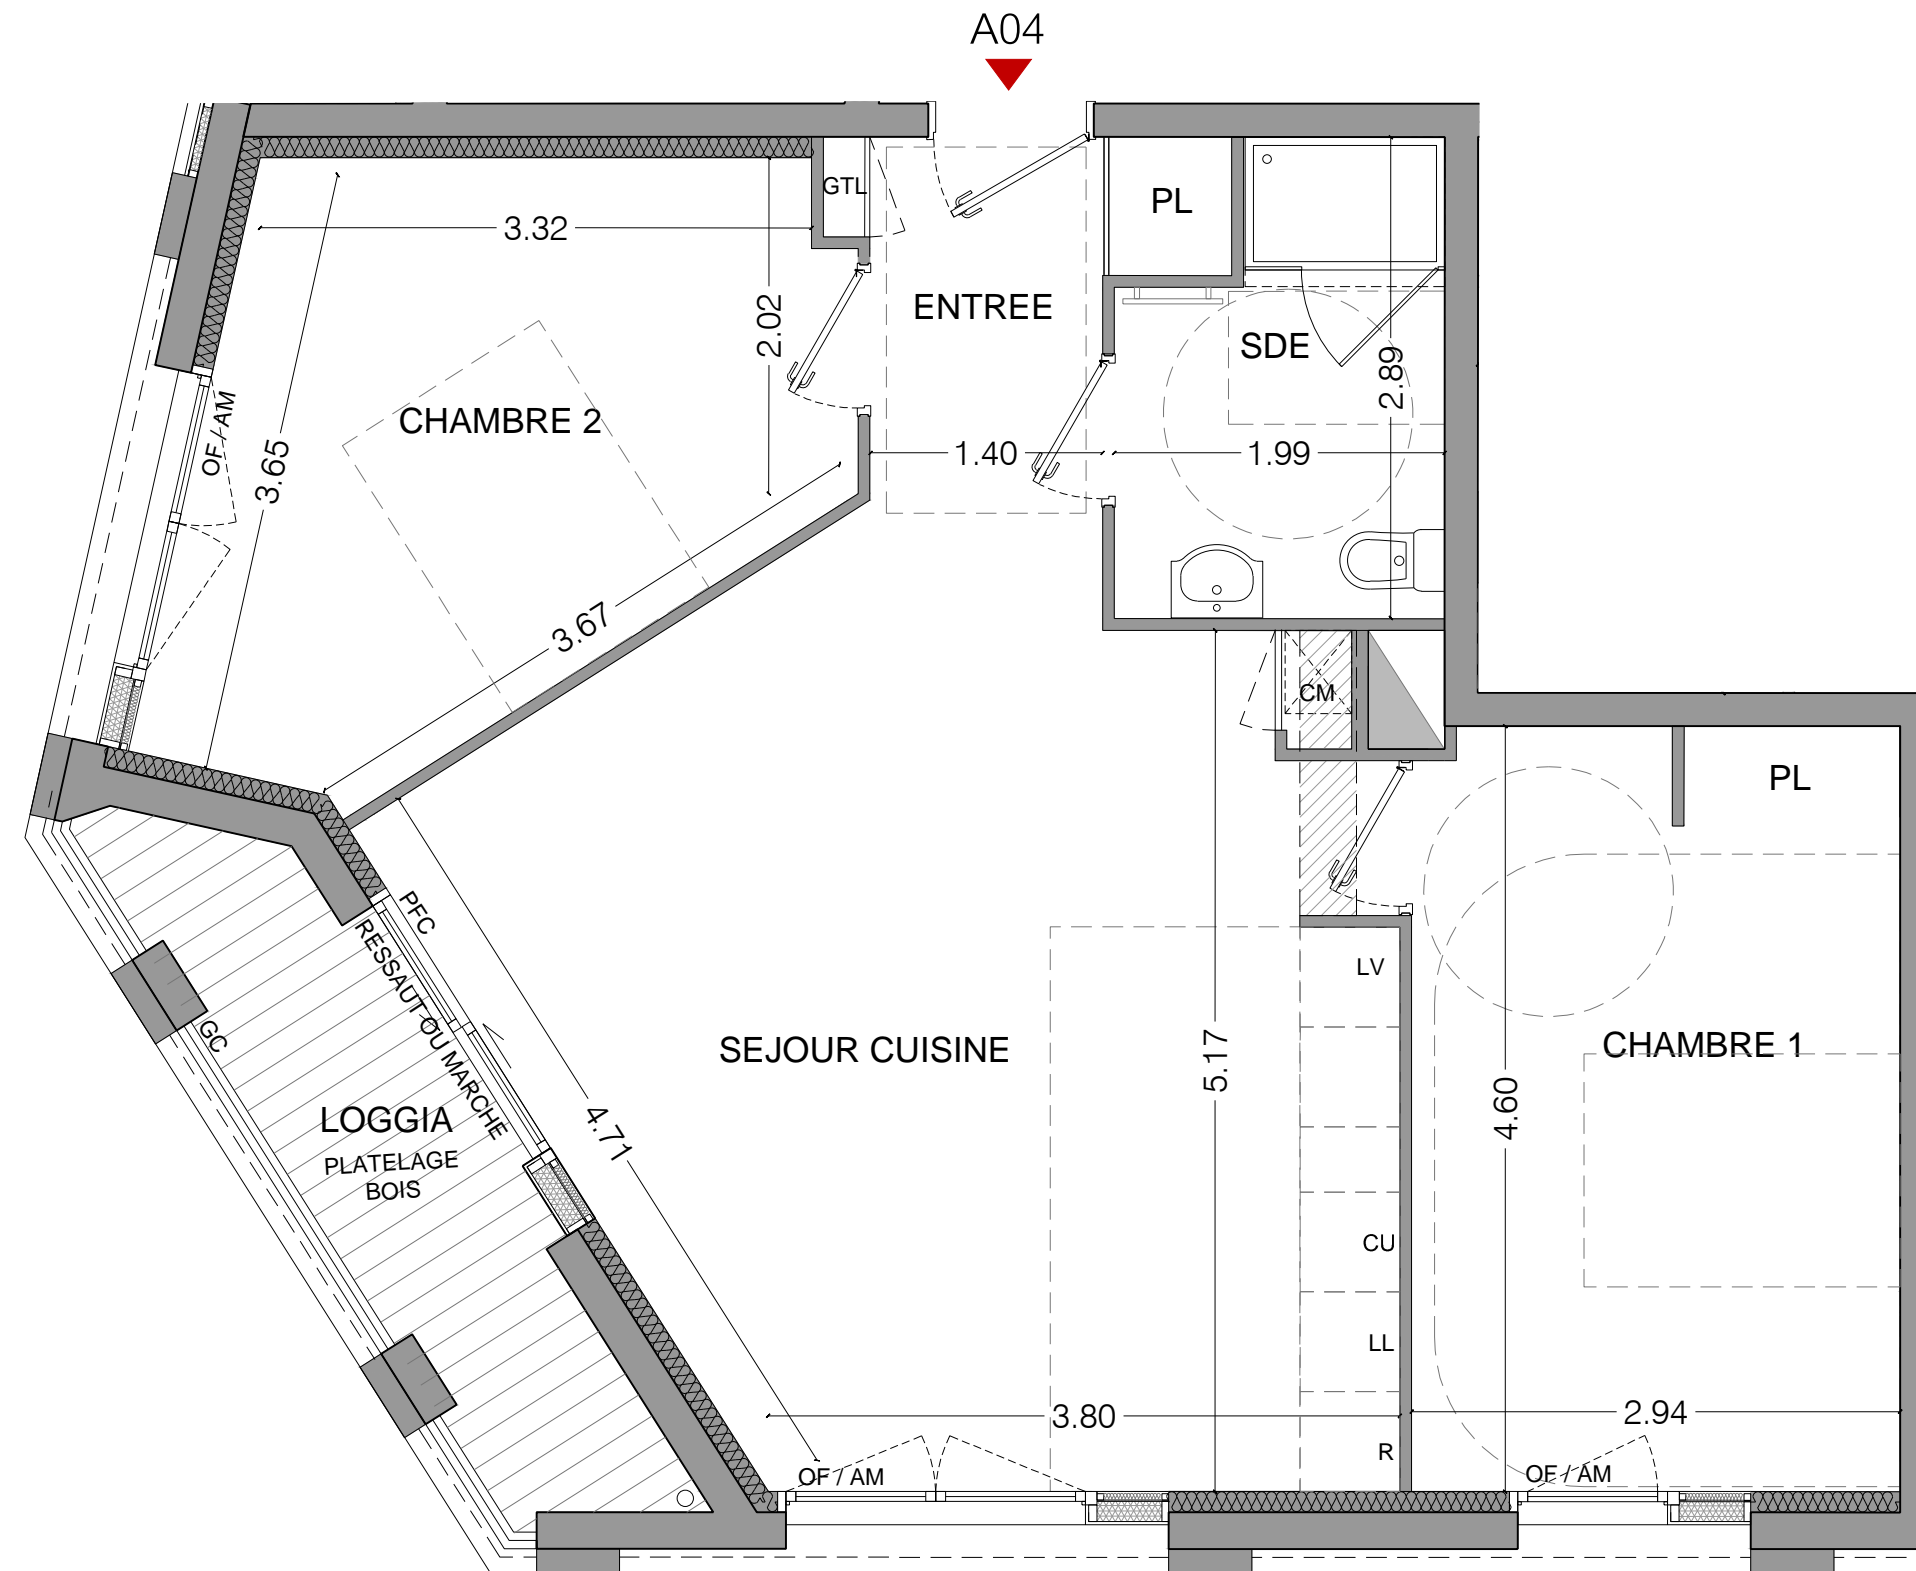 A04
GTL
PL
3.32
ENTREE
2.02
SDE
2.89
CHAMBRE 2
OF / AM
3.65
1.40
1.99
3.67
CM
PL
PFC
RESSAUT OU MARCHE
LV
GC
SEJOUR CUISINE
5.17
CHAMBRE 1
4.60
LOGGIA
PLATELAGE
BOIS
4.71
CU
LL
3.80
2.94
R
OF / AM
OF / AM